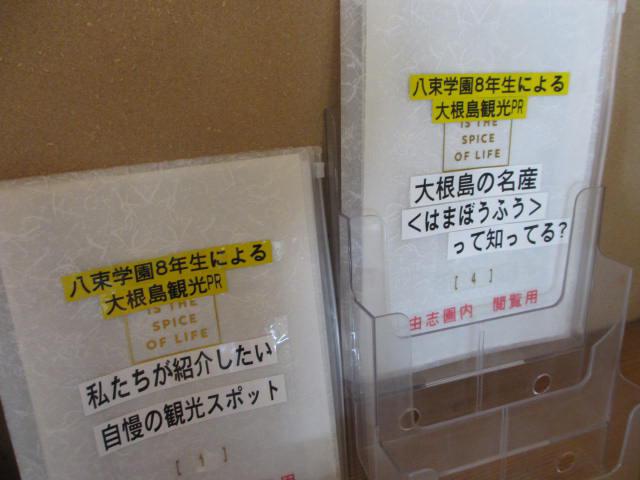 八束学園8年生による
大根島観光PR
IS THE
SPICE
OF LIFE
私たちが紹介したい
自慢の観光スポット
[ 1 ]
用
八束学園8年生による
大根島観光PR
IS THE
SPICE
OF LIFE
大根島の名産
<はまぼうふう>
って知ってる?
[ 4 ]
由志園内 閲覧用